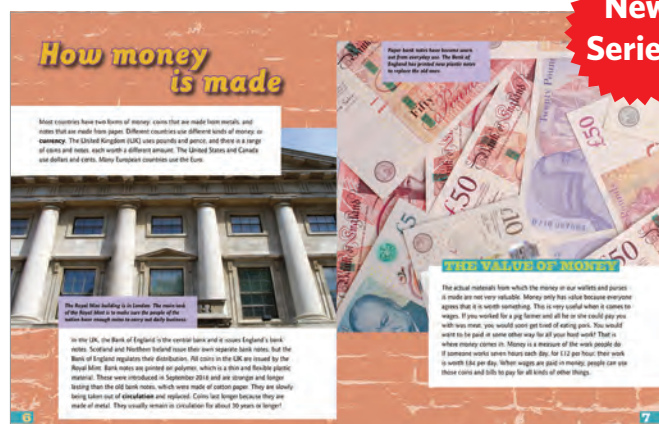 How money
is made
Most countries have two forms of money: coins that are made from metals, and
notes that are made from paper. Different countries use different kinds of money, or
currency. The United Kingdom (UK) uses pounds and pence, and there is a range
of coins and notes, each worth a different amount. The United States and Canada
use dollars and cents. Many European countries use the Euro.
The Royal Mint building is in London. The main task
of the Royal Mint is to make sure the people of the
nation have enough notes to carry out daily business.
In the UK, the Bank of England is the central bank and it issues England's bank
notes. Scotland and Northern Ireland issue their own separate bank notes, but the
Bank of England regulates their distribution. All coins in the UK are issued by the
Royal Mint. Bank notes are printed on polymer, which is a thin and flexible plastic
material. These were introduced in September 2016 and are stronger and longer
lasting than the old bank notes, which were made of cotton paper. They are slowly
being taken out of circulation and replaced. Coins last longer because they are
made of metal. They usually remain in circulation for about 30 years or longer!
6
New
Serie
Paper bank notes have become worn
out from everyday use. The Bank of
England has printed new plastic notes
to replace the old ones.
Twenty Pounds
£50
£50
£10
£5
50
THE VALUE OF MONEY
The actual materials from which the money in our wallets and purses
is made are not very valuable. Money only has value because everyone
agrees that it is worth something. This is very useful when it comes to
wages. If you worked for a pig farmer and all he or she could pay you
with was meat, you would soon get tired of eating pork. You would
want to be paid in some other way for all your hard work! That is
where money comes in. Money is a measure of the work people do.
If someone works seven hours each day, for £12 per hour, their work
is worth £84 per day. When wages are paid in money, people can use
those coins and bills to pay for all kinds of other things.
7